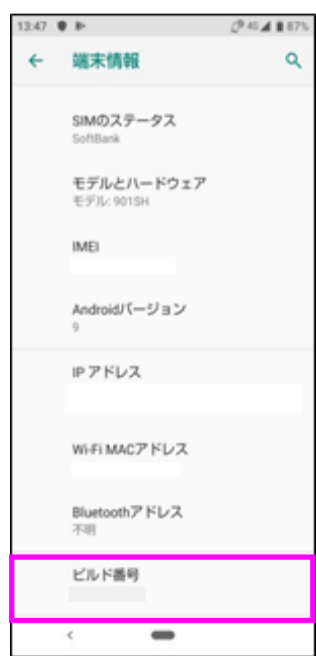 13:47 4G 87%
端末情報
SIMのステータス
SoftBank
モデルとハードウェア
モデル: 901SH
IMEI
Androidバージョン
9
IP アドレス
Wi-Fi MACアドレス
Bluetoothアドレス
不明
ビルド番号